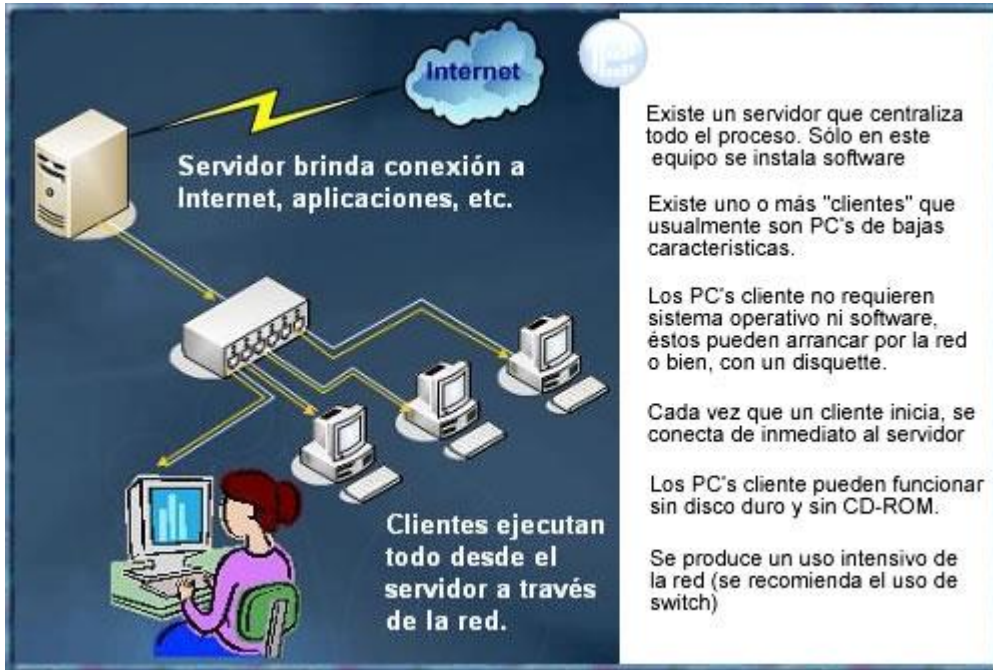 Internet
Servidor brinda conexión a
Internet, aplicaciones, etc.
Clientes ejecutan
todo desde el
servidor a través
de la red.
Existe un servidor que centraliza
todo el proceso. Sólo en este
equipo se instala software
Existe uno o más "clientes" que
usualmente son PC's de bajas
caracteristicas.
Los PC's cliente no requieren
sistema operativo ni software,
éstos pueden arrancar por la red
o bien, con un disquette.
Cada vez que un cliente inicia, se
conecta de inmediato al servidor
Los PC's cliente pueden funcionar
sin disco duro y sin CD-ROM.
Se produce un uso intensivo de
la red (se recomienda el uso de
switch)